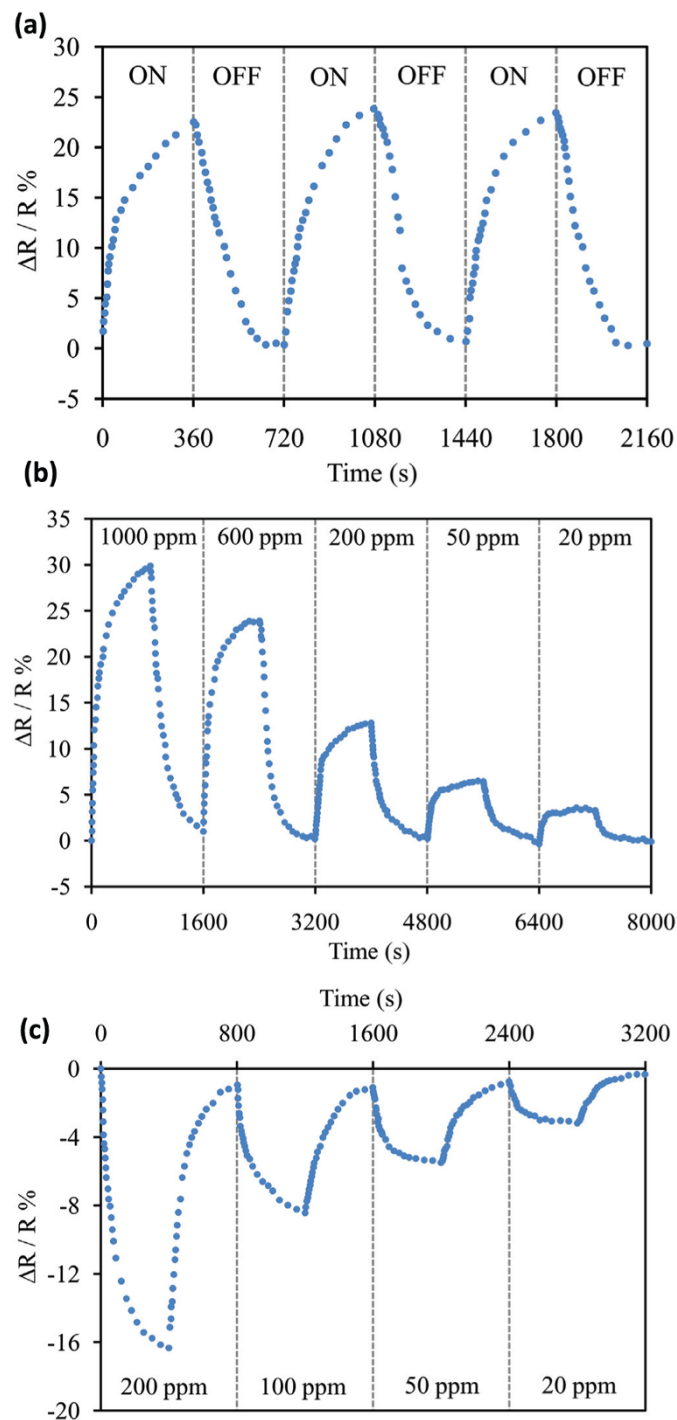 (a)
30
25
20
15
10
5
0
-5
ΔR / R %
ON OFF ON OFF ON OFF
0 360 720 1080 1440 1800 2160
Time (s)
(b)
35
30
25
20
15
10
5
0
-5
ΔR / R %
1000 ppm 600 ppm 200 ppm 50 ppm 20 ppm
0 1600 3200 4800 6400 8000
Time (s)
(c)
Time (s)
0 800 1600 2400 3200
0
-4
-8
-12
-16
-20
ΔR / R %
200 ppm 100 ppm 50 ppm 20 ppm